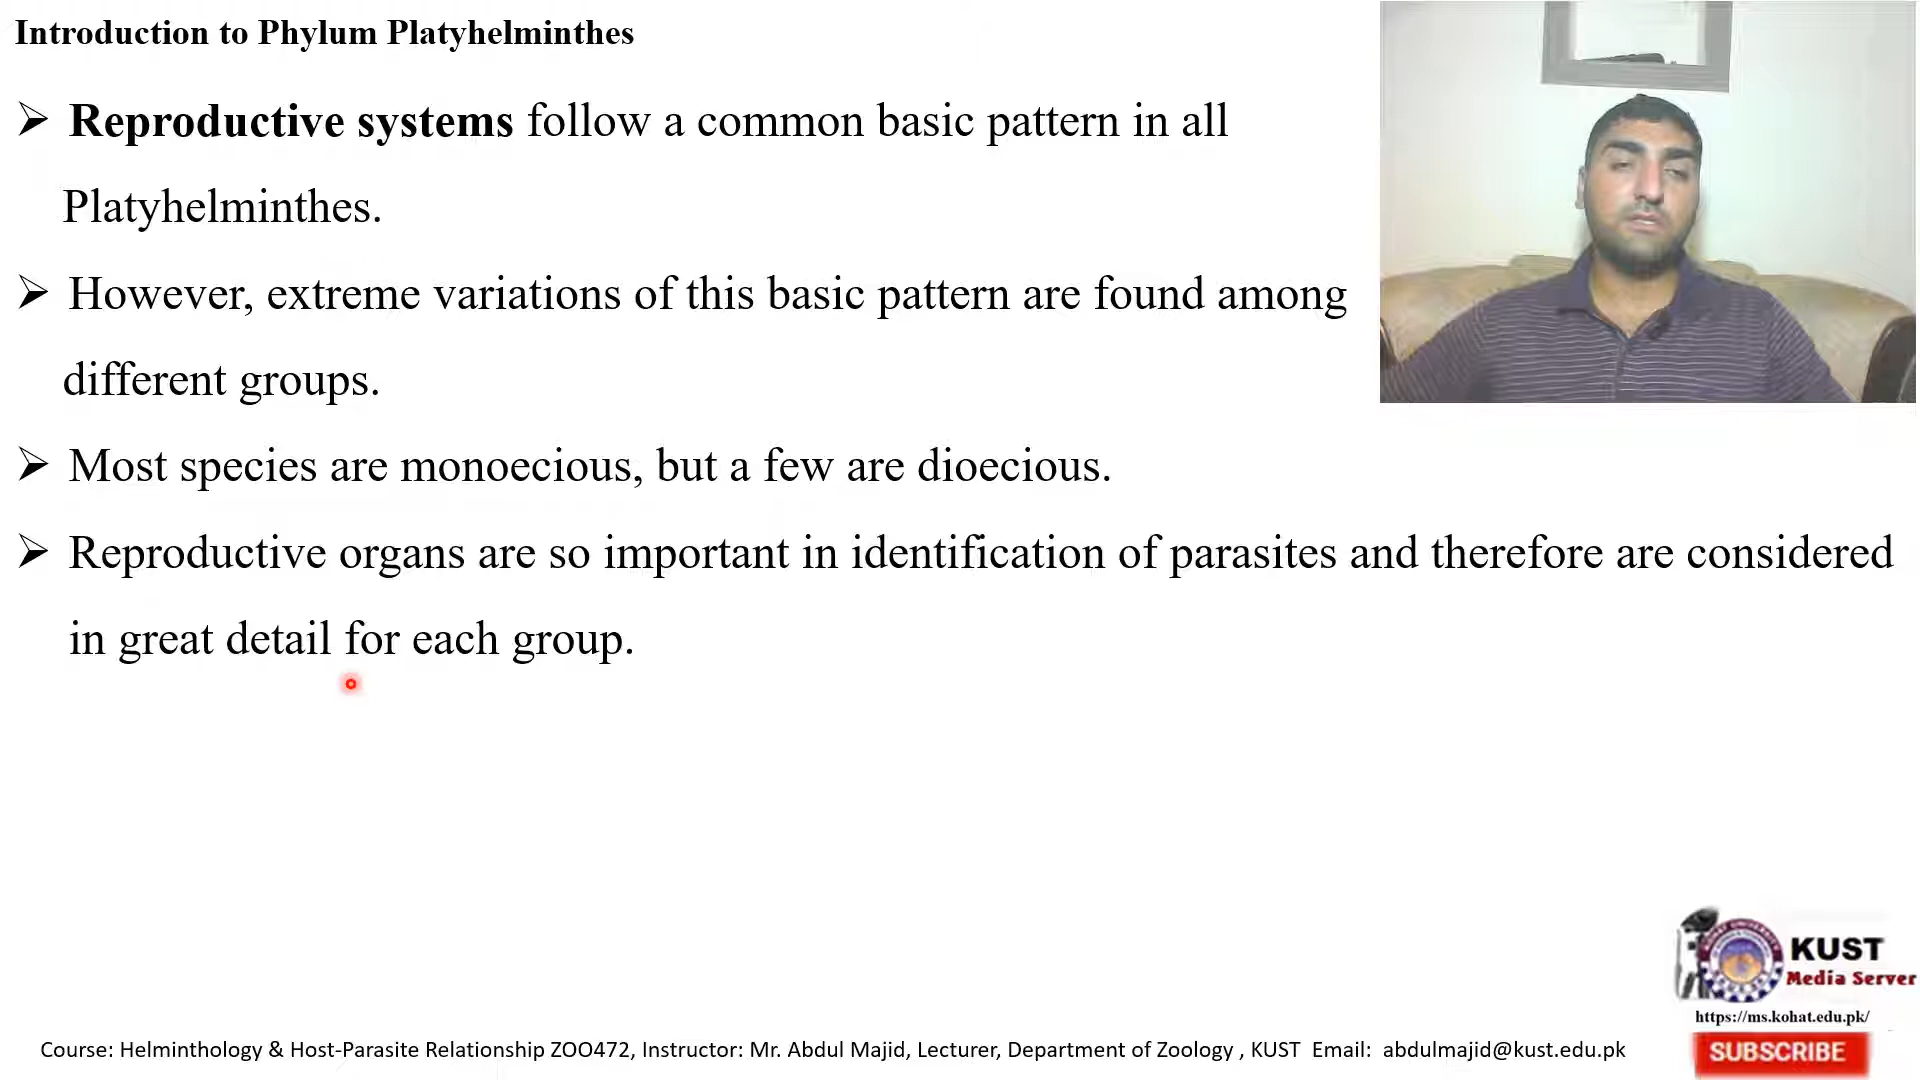 Introduction to Phylum Platyhelminthes
➢ Reproductive systems follow a common basic pattern in all
Platyhelminthes.
➢ However, extreme variations of this basic pattern are found among
different groups.
➢ Most species are monoecious, but a few are dioecious.
➢ Reproductive organs are so important in identification of parasites and therefore are considered
in great detail for each group.
KUST
Media Server
https://ms.kohat.edu.pk/
SUBSCRIBE
Course: Helminthology & Host-Parasite Relationship ZOO472, Instructor: Mr. Abdul Majid, Lecturer, Department of Zoology , KUST Email: abdulmajid@kust.edu.pk